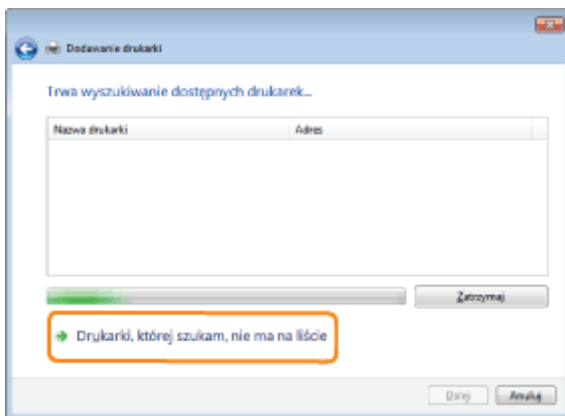 Dodawanie drukarki
Trwa wyszukiwanie dostępnych drukarek...
Nazwa drukarki Adres
Zatrzymaj
Drukarki, której szukam, nie ma na liście
Dalej Anuluj